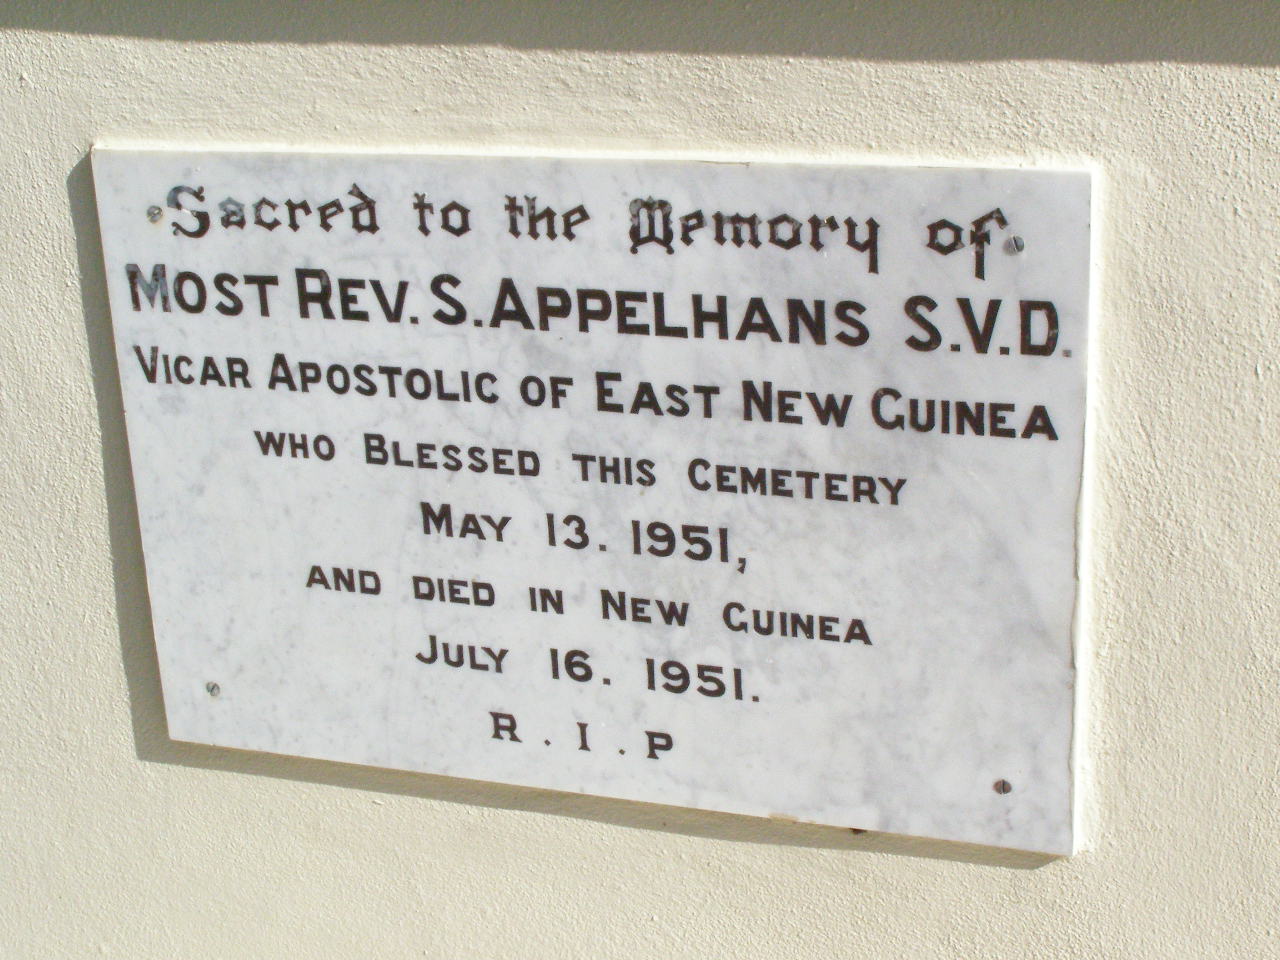 Sacred to the Memory of
MOST REV. S. APPELHANS S.V.D.
VICAR APOSTOLIC OF EAST NEW GUINEA
WHO BLESSED THIS CEMETERY
MAY 13. 1951,
AND DIED IN NEW GUINEA
JULY 16. 1951.
R.I.P